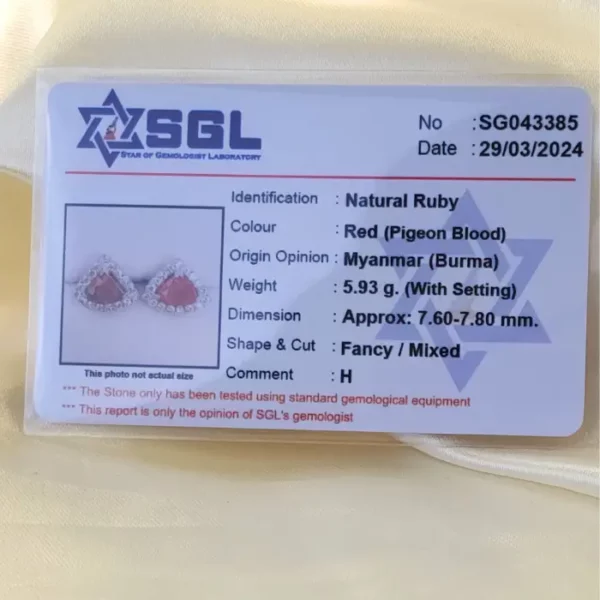 SGL
STAR OF GEMOLOGIST LABORATORY
No :SG043385
Date : 29/03/2024
Identification : Natural Ruby
Colour : Red (Pigeon Blood)
Origin Opinion : Myanmar (Burma)
Weight : 5.93 g. (With Setting)
Dimension : Approx: 7.60-7.80 mm.
Shape & Cut : Fancy / Mixed
Comment : H
This photo not actual size
*** The Stone only has been tested using standard gemological equipment
*** This report is only the opinion of SGL's gemologist